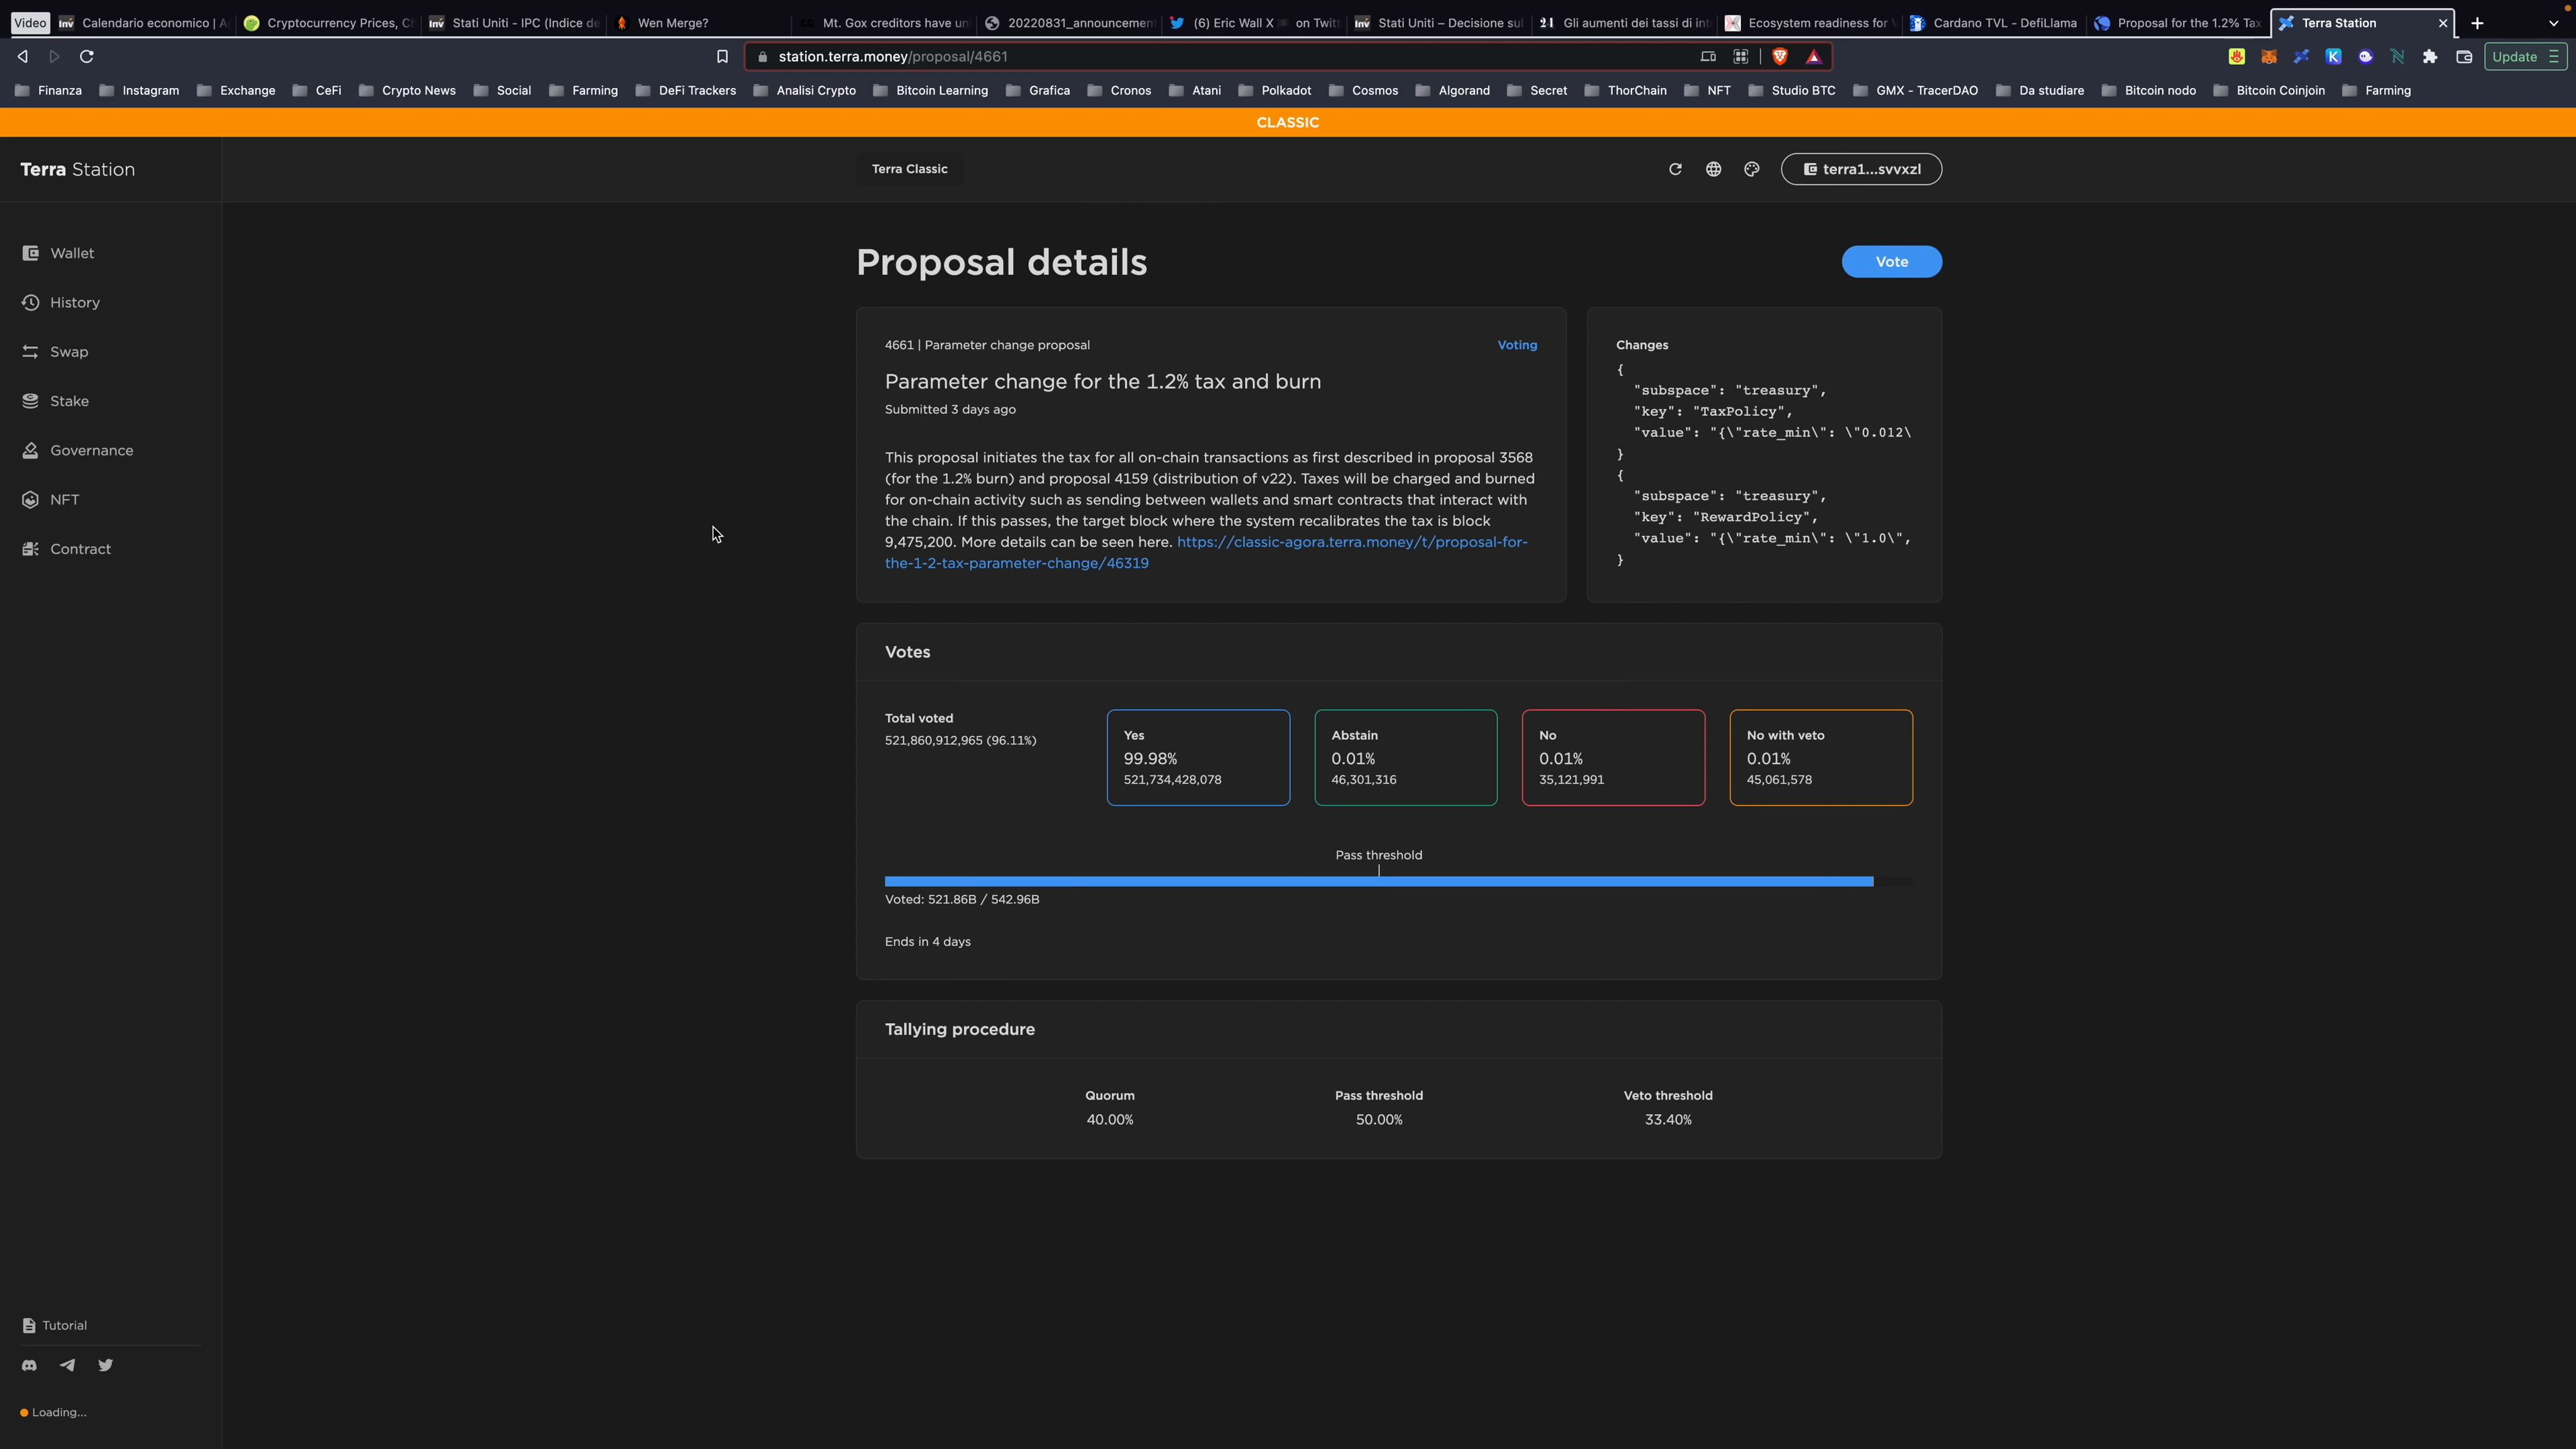 Video
Calendario economico | A
Cryptocurrency Prices, C
Stati Uniti - IPC (Indice de
Wen Merge?
Mt. Gox creditors have un
20220831_announcement
(6) Eric Wall X on Twitt
Stati Uniti – Decisione sul
Gli aumenti dei tassi di int
Ecosystem readiness for
Cardano TVL - DefiLlama
Proposal for the 1.2% Tax
Terra Station
station.terra.money/proposal/4661
Update
Finanza
Instagram
Exchange
CeFi
Crypto News
Social
Farming
DeFi Trackers
Analisi Crypto
Bitcoin Learning
Grafica
Cronos
Atani
Polkadot
Cosmos
Algorand
Secret
ThorChain
NFT
Studio BTC
GMX - TracerDAO
Da studiare
Bitcoin nodo
Bitcoin Coinjoin
Farming
CLASSIC
Terra Station
Terra Classic
terra1...svvxzl
Wallet
History
Swap
Stake
Governance
NFT
Contract
Proposal details
Vote
4661 | Parameter change proposal
Voting
Parameter change for the 1.2% tax and burn
Submitted 3 days ago
This proposal initiates the tax for all on-chain transactions as first described in proposal 3568
(for the 1.2% burn) and proposal 4159 (distribution of v22). Taxes will be charged and burned
for on-chain activity such as sending between wallets and smart contracts that interact with
the chain. If this passes, the target block where the system recalibrates the tax is block
9,475,200. More details can be seen here. https://classic-agora.terra.money/t/proposal-for-
the-1-2-tax-parameter-change/46319
Changes
{
"subspace": "treasury",
"key": "TaxPolicy",
"value": "{\"rate_min\": \"0.012\
}
{
"subspace": "treasury",
"key": "RewardPolicy",
"value": "{\"rate_min\": \"1.0\",
}
Votes
Total voted
521,860,912,965 (96.11%)
Yes
99.98%
521,734,428,078
Abstain
0.01%
46,301,316
No
0.01%
35,121,991
No with veto
0.01%
45,061,578
Pass threshold
Voted: 521.86B / 542.96B
Ends in 4 days
Tallying procedure
Quorum
40.00%
Pass threshold
50.00%
Veto threshold
33.40%
Tutorial
Loading...